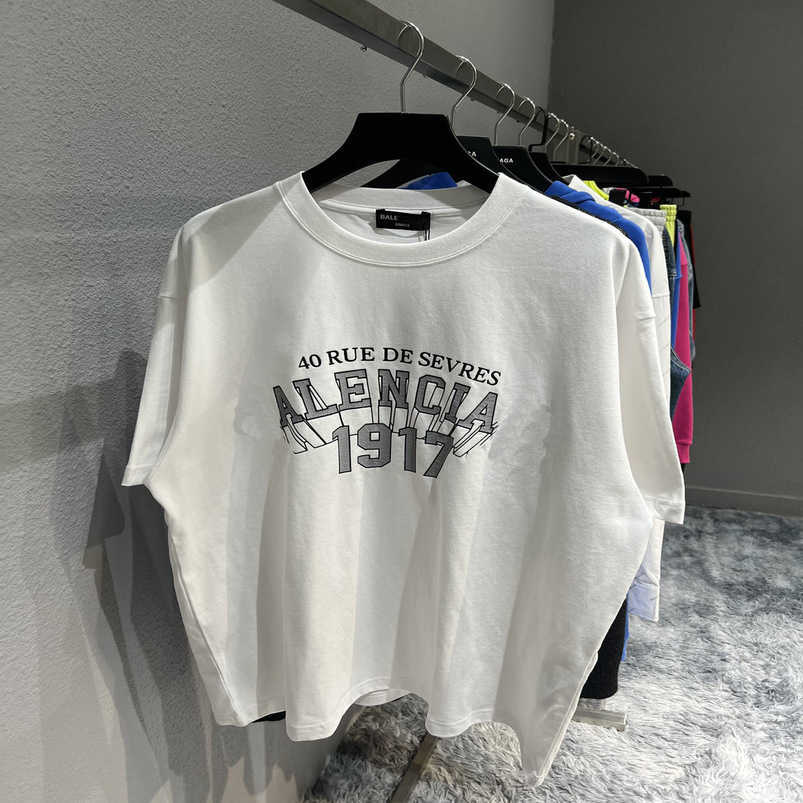 BALE
40 RUE DE SEVRES
ALENCIA
1917